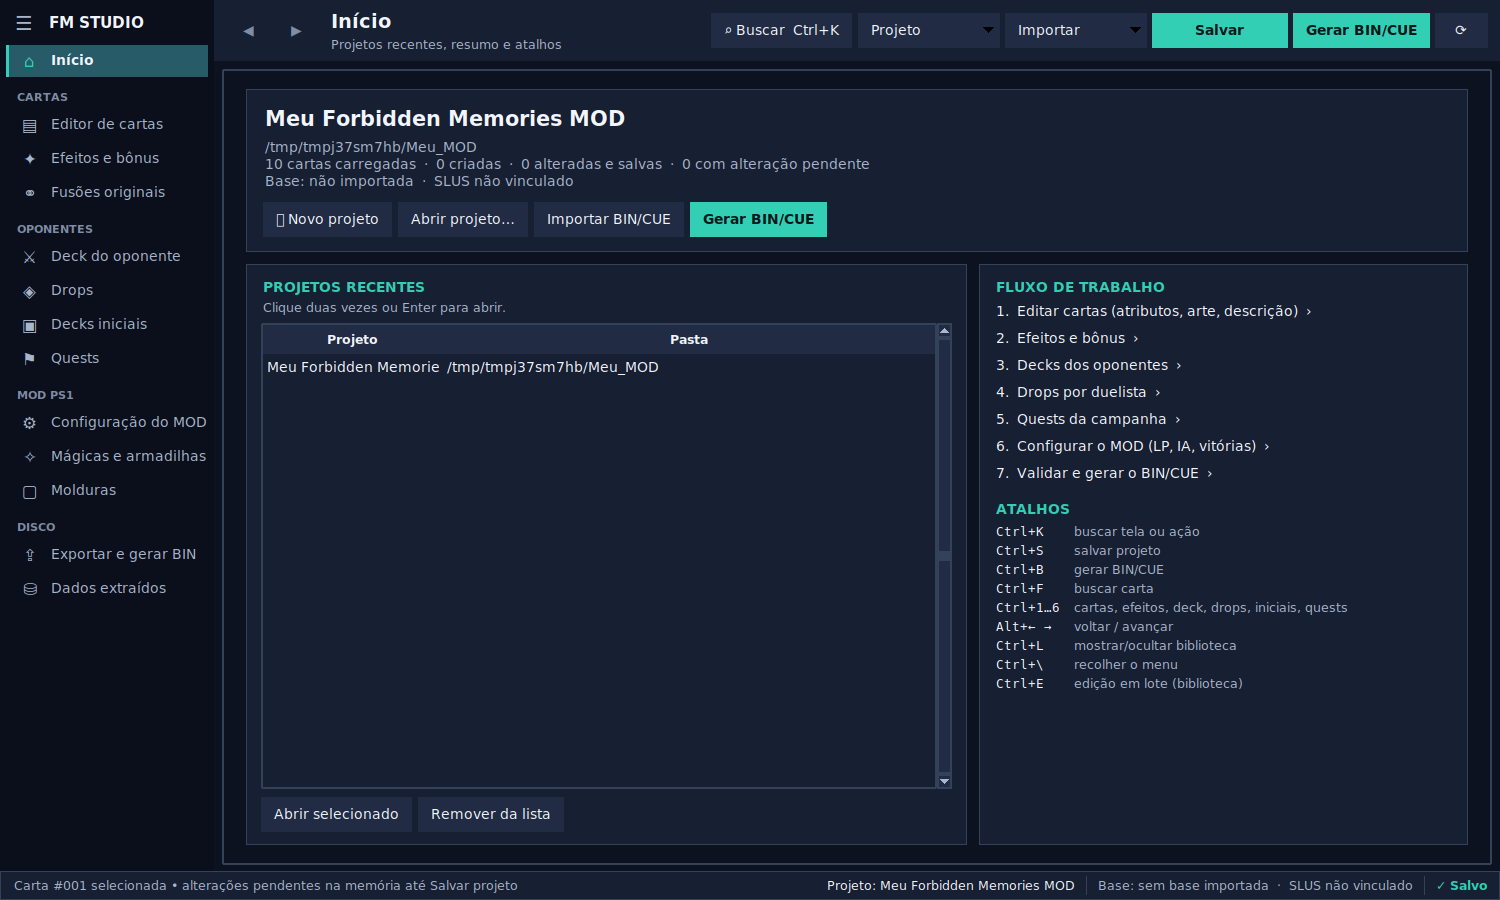 ☰ FM STUDIO
⌂ Início
CARTAS
▤ Editor de cartas
✦ Efeitos e bônus
⚭ Fusões originais
OPONENTES
⚔ Deck do oponente
◈ Drops
▣ Decks iniciais
⚑ Quests
MOD PS1
⚙ Configuração do MOD
✧ Mágicas e armadilhas
▢ Molduras
DISCO
⇪ Exportar e gerar BIN
⛁ Dados extraídos
◀ ▶ Início
Projetos recentes, resumo e atalhos
⌕ Buscar Ctrl+K
Projeto
Importar
Salvar
Gerar BIN/CUE
⟳
Meu Forbidden Memories MOD
/tmp/tmpj37sm7hb/Meu_MOD
10 cartas carregadas · 0 criadas · 0 alteradas e salvas · 0 com alteração pendente
Base: não importada · SLUS não vinculado
Novo projeto
Abrir projeto…
Importar BIN/CUE
Gerar BIN/CUE
PROJETOS RECENTES
Clique duas vezes ou Enter para abrir.
Projeto Pasta
Meu Forbidden Memorie /tmp/tmpj37sm7hb/Meu_MOD
Abrir selecionado
Remover da lista
FLUXO DE TRABALHO
1. Editar cartas (atributos, arte, descrição) ›
2. Efeitos e bônus ›
3. Decks dos oponentes ›
4. Drops por duelista ›
5. Quests da campanha ›
6. Configurar o MOD (LP, IA, vitórias) ›
7. Validar e gerar o BIN/CUE ›
ATALHOS
Ctrl+K buscar tela ou ação
Ctrl+S salvar projeto
Ctrl+B gerar BIN/CUE
Ctrl+F buscar carta
Ctrl+1…6 cartas, efeitos, deck, drops, iniciais, quests
Alt+← → voltar / avançar
Ctrl+L mostrar/ocultar biblioteca
Ctrl+\ recolher o menu
Ctrl+E edição em lote (biblioteca)
Carta #001 selecionada • alterações pendentes na memória até Salvar projeto
Projeto: Meu Forbidden Memories MOD
Base: sem base importada · SLUS não vinculado
✓ Salvo